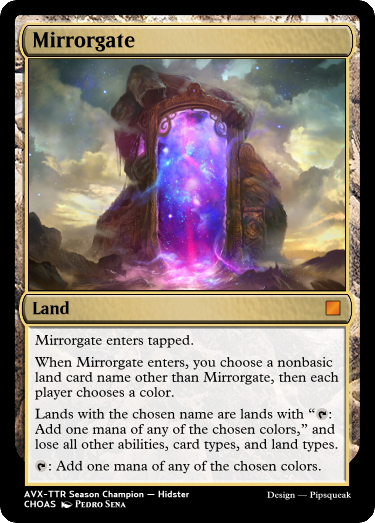 Mirrorgate
Land
Mirrorgate enters tapped.
When Mirrorgate enters, you choose a nonbasic
land card name other than Mirrorgate, then each
player chooses a color.
Lands with the chosen name are lands with “:
Add one mana of any of the chosen colors,” and
lose all other abilities, card types, and land types.
: Add one mana of any of the chosen colors.
AVX-TTR Season Champion — Hidster
Design — Pipsqueak
CHOAS Pedro Sena